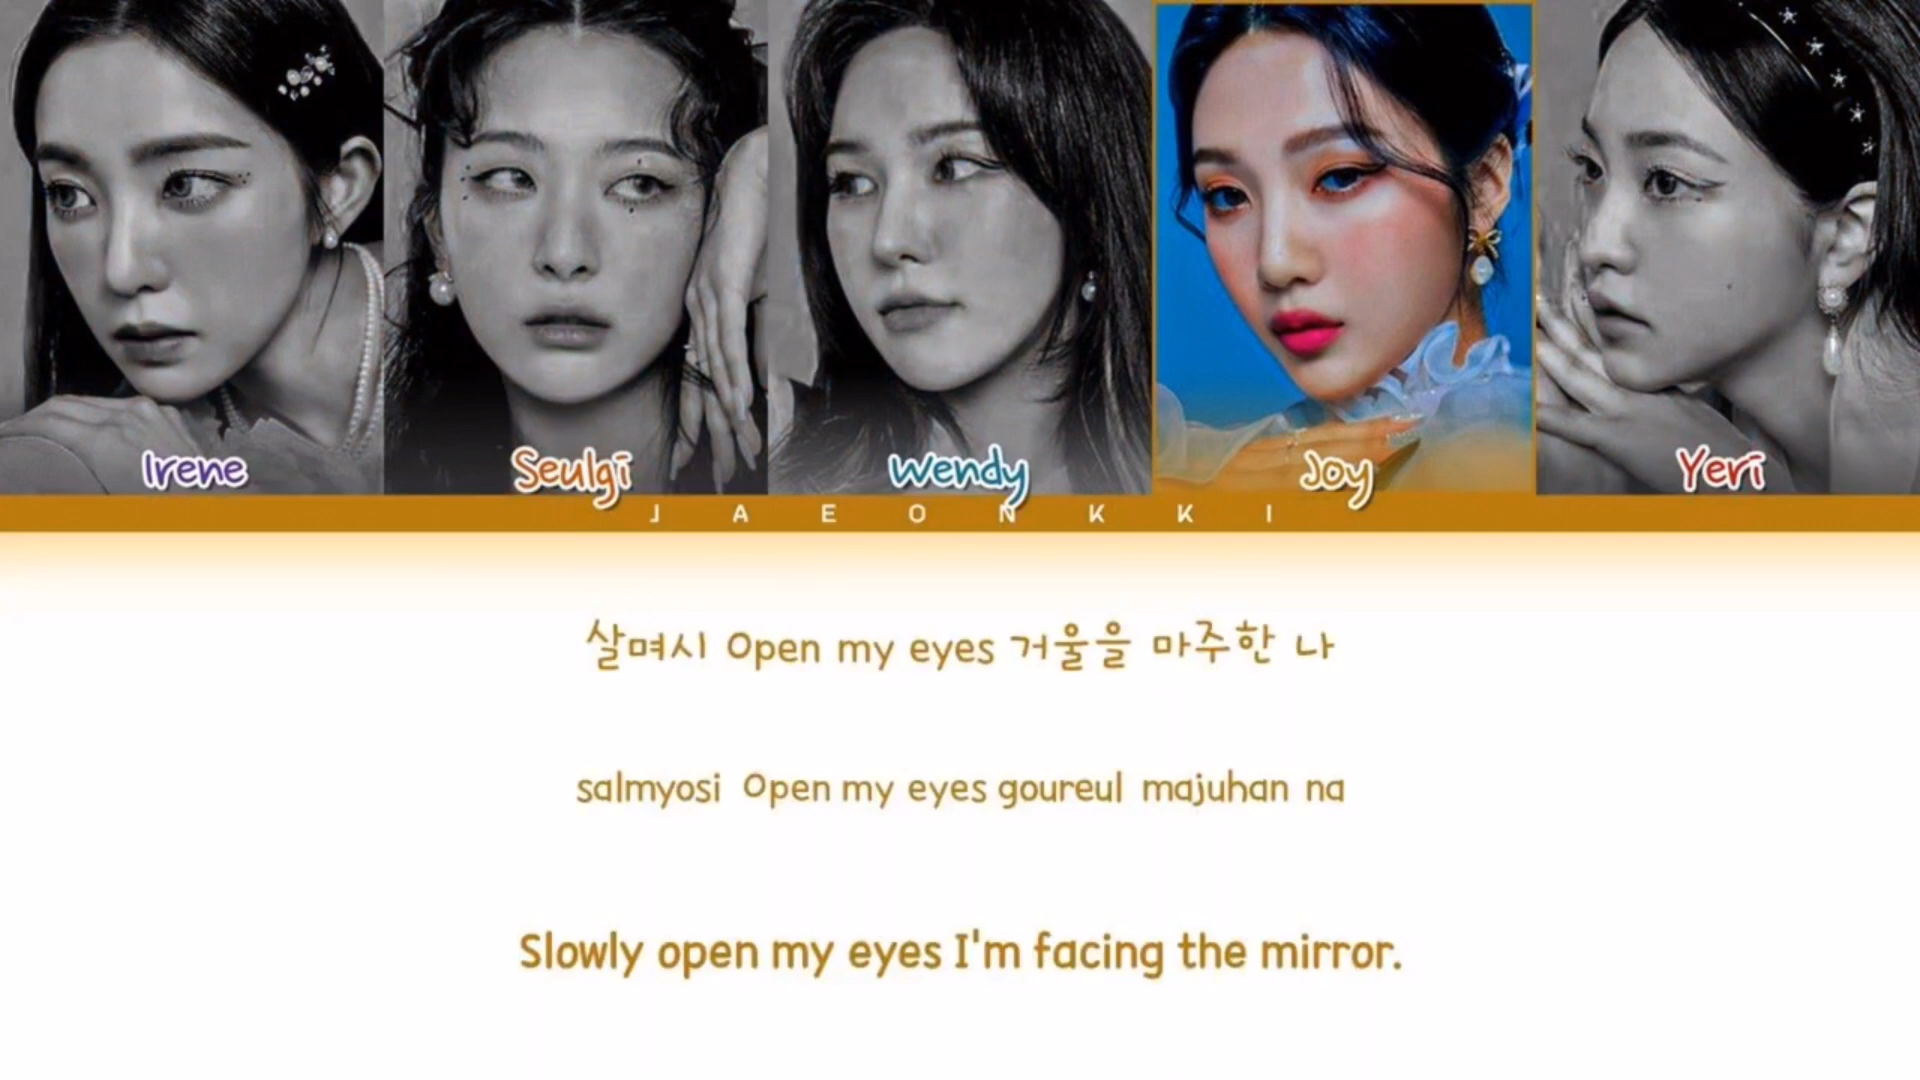 Irene
Seulgi
Wendy
Joy
Yeri
JAEONKKI
살며시 Open my eyes 거울을 마주한 나
salmyosi Open my eyes goureul majuhan na
Slowly open my eyes I'm facing the mirror.